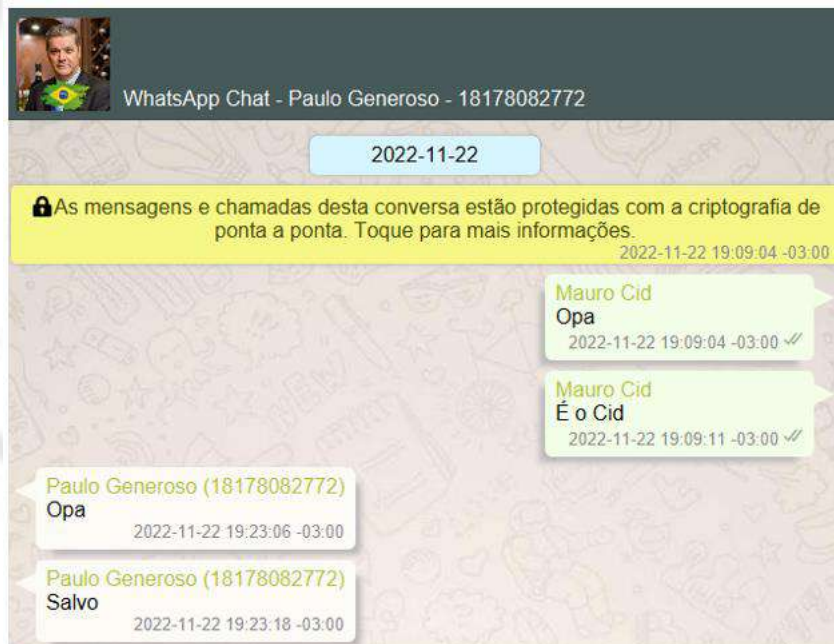 WhatsApp Chat - Paulo Generoso - 18178082772
2022-11-22
As mensagens e chamadas desta conversa estão protegidas com a criptografia de
ponta a ponta. Toque para mais informações.
2022-11-22 19:09:04 -03:00
Mauro Cid
Opa
2022-11-22 19:09:04 -03:00
Mauro Cid
É o Cid
2022-11-22 19:09:11 -03:00
Paulo Generoso (18178082772)
Opa
2022-11-22 19:23:06 -03:00
Paulo Generoso (18178082772)
Salvo
2022-11-22 19:23:18 -03:00